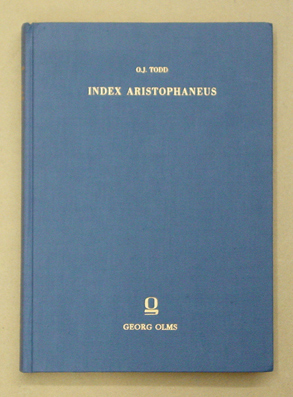 O.J. TODD
INDEX ARISTOPHANEUS
GEORG OLMS